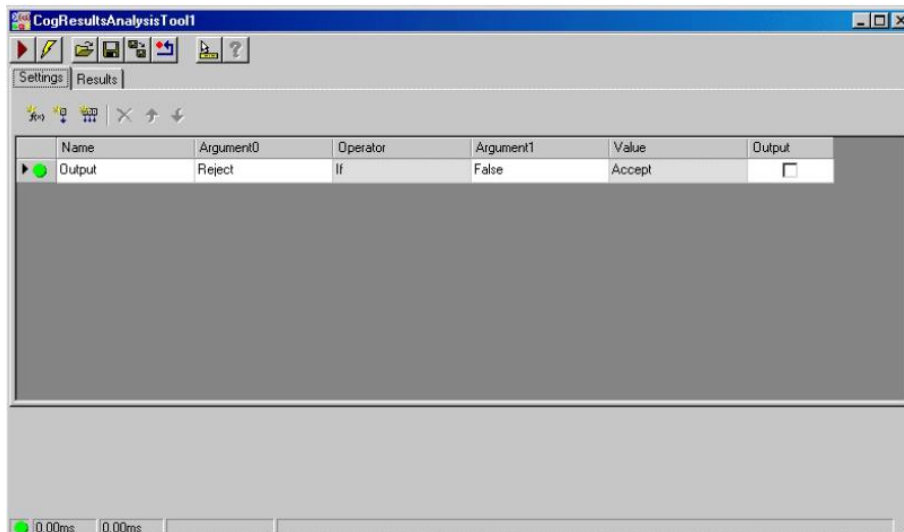 CogResultsAnalysisTool1
Settings Results
f(x)
Name Argument0 Operator Argument1 Value Output
Output Reject If False Accept
0.00ms 0.00ms